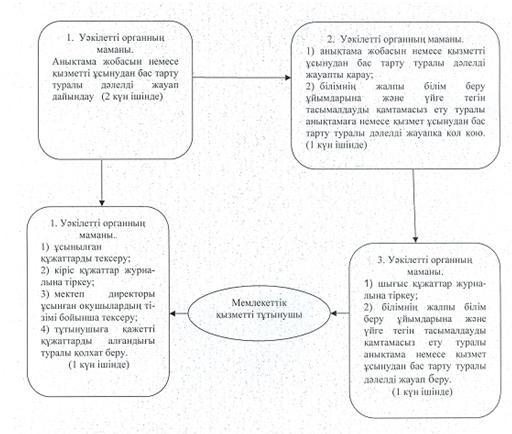 1. Уәкілетті органның
маманы.
Анықтама жобасын немесе
қызметті ұсынудан бас тарту
туралы дәлелді жауап
дайындау (2 күн ішінде)
2. Уәкілетті органның маманы.
1) анықтама жобасын немесе қызметті
ұсынудан бас тарту туралы дәлелді
жауапты қарау;
2) білімнің жалпы білім беру
ұйымдарына және үйге тегін
тасымалдауды қамтамасыз ету туралы
анықтамаға немесе қызмет ұсынудан бас
тарту туралы дәлелді жауапқа қол қою.
(1 күн ішінде)
1. Уәкілетті органның
маманы.
1) ұсынылған
құжаттарды тексеру;
2) кіріс құжаттар журна-
лына тіркеу;
3) мектеп директоры
ұсынған оқушылардың ті-
зімі бойынша тексеру;
4) тұтынушыға қажетті
құжаттарды алғандығы
туралы қолхат беру.
(1 күн ішінде)
Мемлекеттік
қызметті тұтынушы
3. Уәкілетті органның
маманы.
1) шығыс құжаттар журна-
лына тіркеу;
2) білімнің жалпы білім
беру ұйымдарына және
үйге тегін тасымалдауды
қамтамасыз ету туралы
анықтама немесе қызмет
ұсынудан бас тарту туралы
дәлелді жауап беру.
(1 күн ішінде)